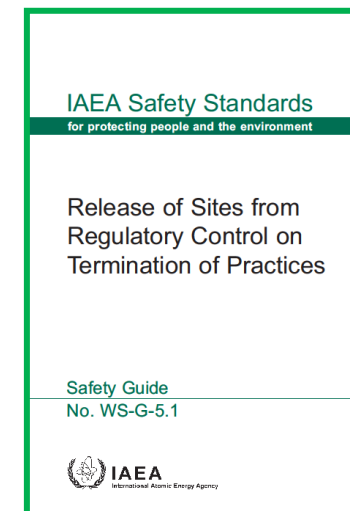 IAEA Safety Standards
for protecting people and the environment
Release of Sites from
Regulatory Control on
Termination of Practices
Safety Guide
No. WS-G-5.1
IAEA
International Atomic Energy Agency